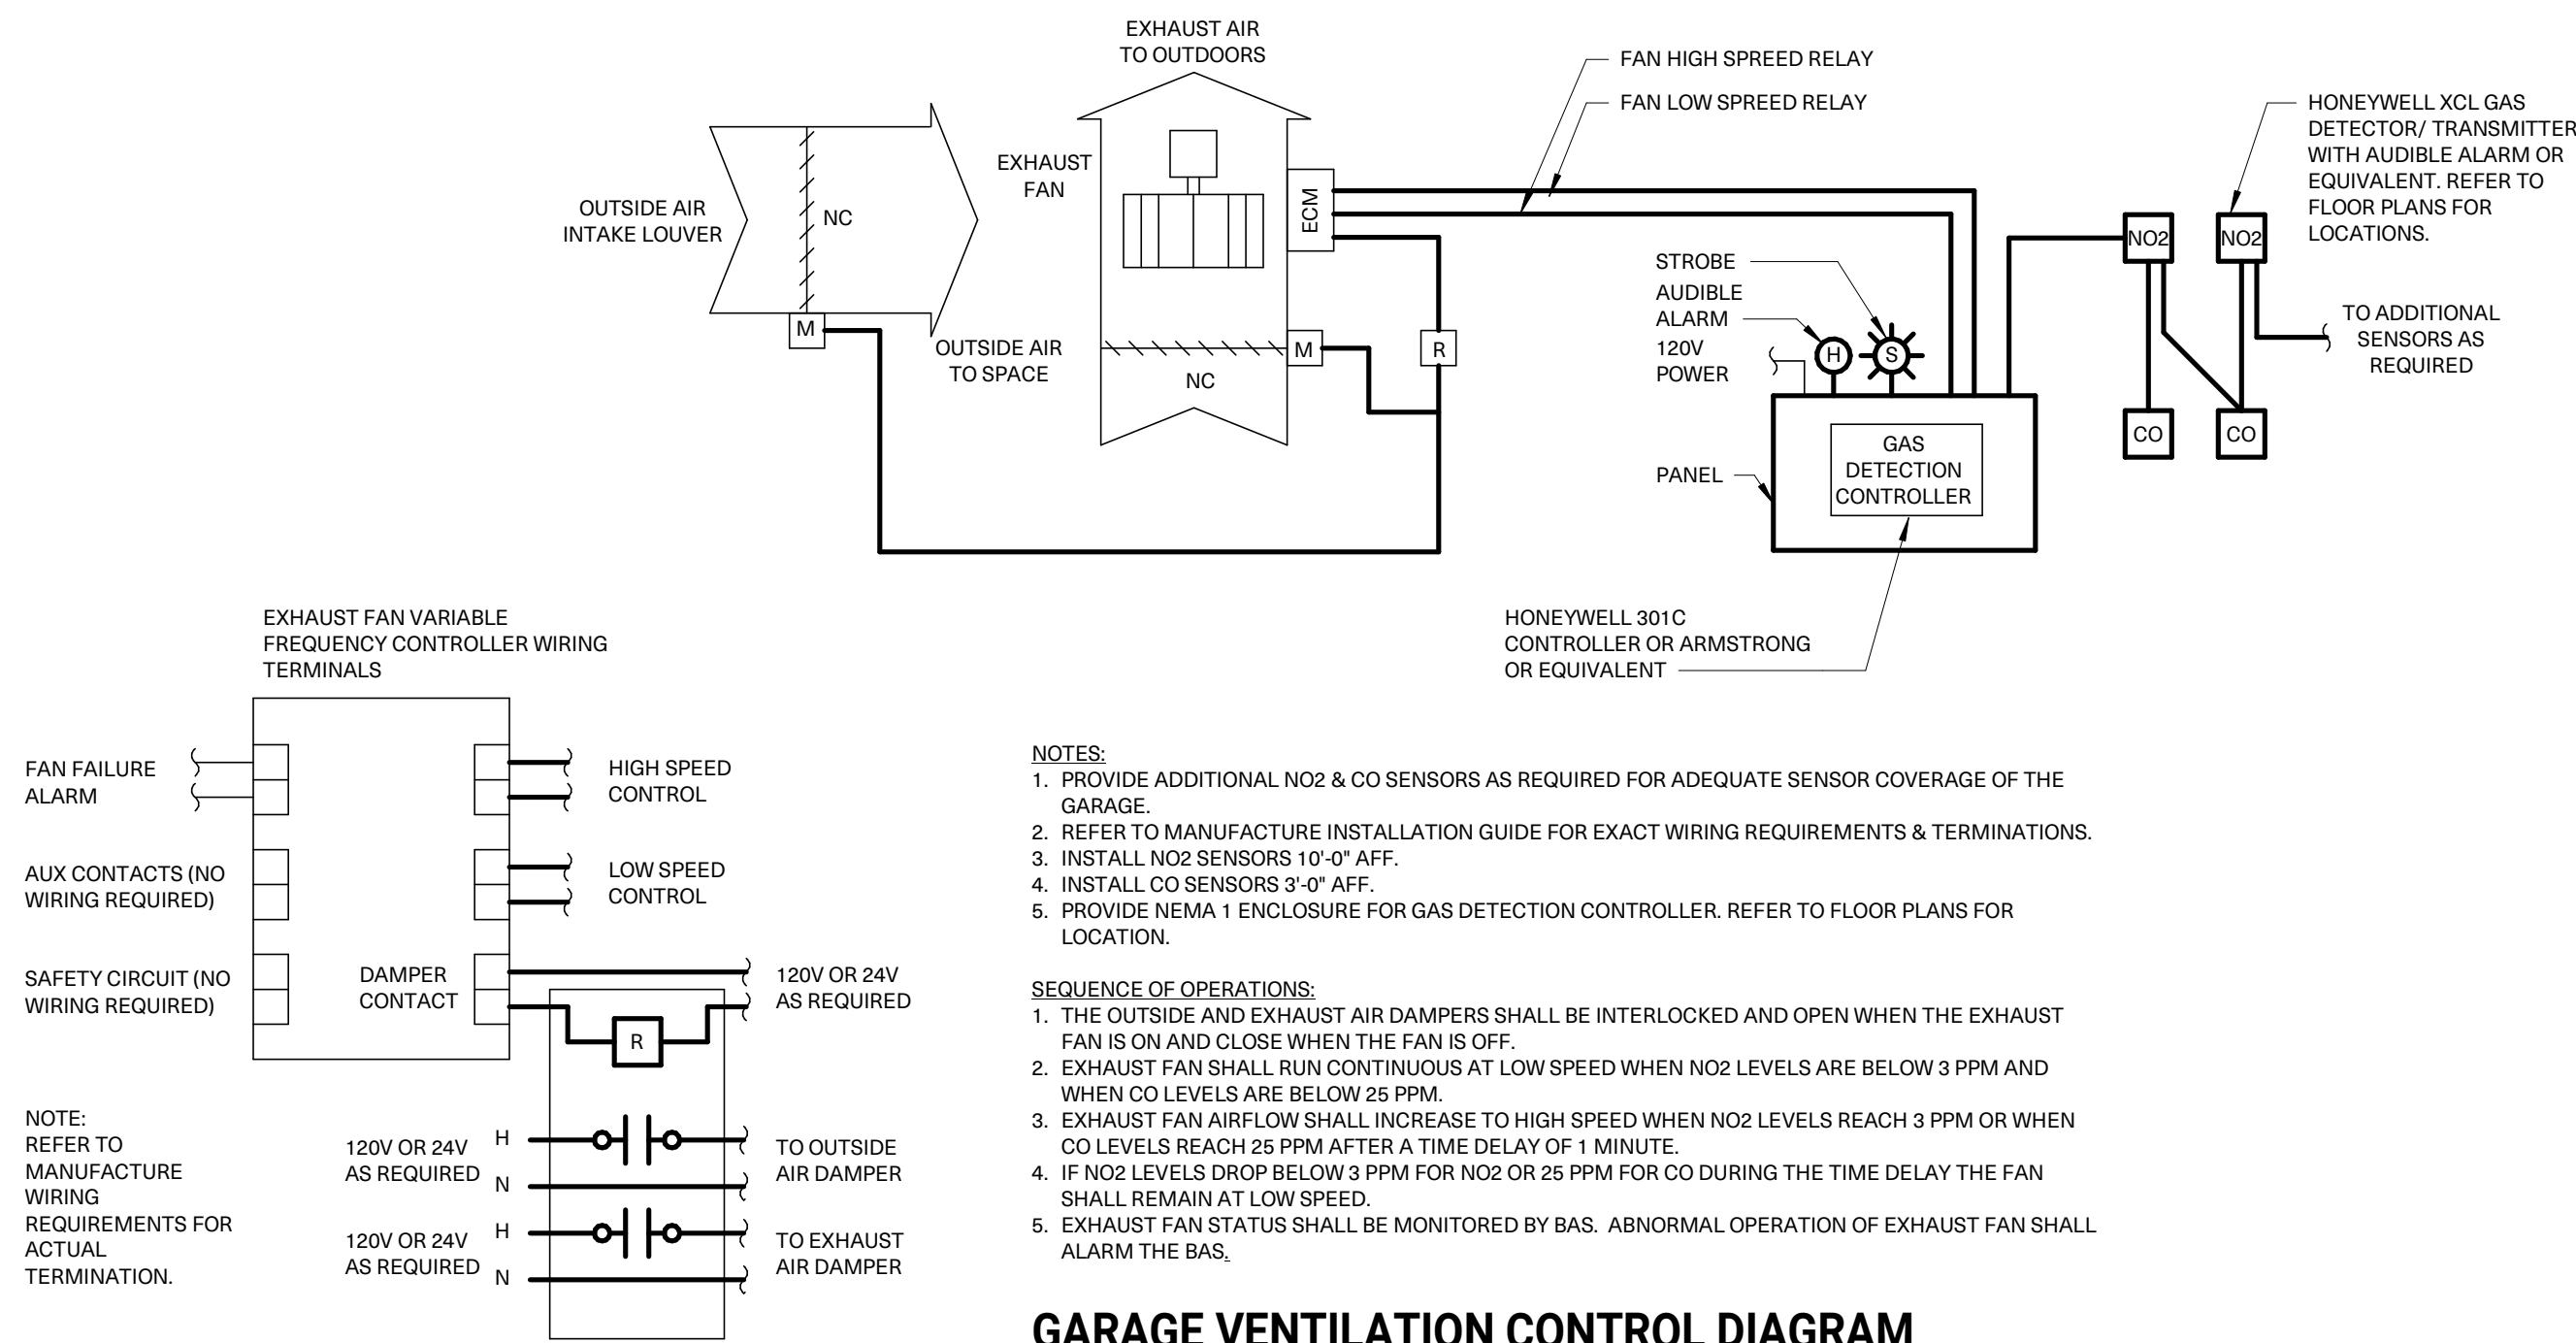 EXHAUST AIR
TO OUTDOORS
FAN HIGH SPREED RELAY
FAN LOW SPREED RELAY
HONEYWELL XCL GAS
DETECTOR/ TRANSMITTER
WITH AUDIBLE ALARM OR
EQUIVALENT. REFER TO
FLOOR PLANS FOR
LOCATIONS.
EXHAUST
FAN
ECM
OUTSIDE AIR
INTAKE LOUVER
NC
M
OUTSIDE AIR
TO SPACE
M
NC
R
STROBE
AUDIBLE
ALARM
120V
POWER
H
S
NO2
NO2
TO ADDITIONAL
SENSORS AS
REQUIRED
CO
CO
PANEL
GAS
DETECTION
CONTROLLER
HONEYWELL 301C
CONTROLLER OR ARMSTRONG
OR EQUIVALENT
EXHAUST FAN VARIABLE
FREQUENCY CONTROLLER WIRING
TERMINALS
FAN FAILURE
ALARM
HIGH SPEED
CONTROL
AUX CONTACTS (NO
WIRING REQUIRED)
LOW SPEED
CONTROL
SAFETY CIRCUIT (NO
WIRING REQUIRED)
DAMPER
CONTACT
120V OR 24V
AS REQUIRED
R
NOTE:
REFER TO
MANUFACTURE
WIRING
REQUIREMENTS FOR
ACTUAL
TERMINATION.
120V OR 24V
AS REQUIRED
H
N
TO OUTSIDE
AIR DAMPER
120V OR 24V
AS REQUIRED
H
N
TO EXHAUST
AIR DAMPER
NOTES:
1. PROVIDE ADDITIONAL NO2 & CO SENSORS AS REQUIRED FOR ADEQUATE SENSOR COVERAGE OF THE
GARAGE.
2. REFER TO MANUFACTURE INSTALLATION GUIDE FOR EXACT WIRING REQUIREMENTS & TERMINATIONS.
3. INSTALL NO2 SENSORS 10'-0" AFF.
4. INSTALL CO SENSORS 3'-0" AFF.
5. PROVIDE NEMA 1 ENCLOSURE FOR GAS DETECTION CONTROLLER. REFER TO FLOOR PLANS FOR
LOCATION.
SEQUENCE OF OPERATIONS:
1. THE OUTSIDE AND EXHAUST AIR DAMPERS SHALL BE INTERLOCKED AND OPEN WHEN THE EXHAUST
FAN IS ON AND CLOSE WHEN THE FAN IS OFF.
2. EXHAUST FAN SHALL RUN CONTINUOUS AT LOW SPEED WHEN NO2 LEVELS ARE BELOW 3 PPM AND
WHEN CO LEVELS ARE BELOW 25 PPM.
3. EXHAUST FAN AIRFLOW SHALL INCREASE TO HIGH SPEED WHEN NO2 LEVELS REACH 3 PPM OR WHEN
CO LEVELS REACH 25 PPM AFTER A TIME DELAY OF 1 MINUTE.
4. IF NO2 LEVELS DROP BELOW 3 PPM FOR NO2 OR 25 PPM FOR CO DURING THE TIME DELAY THE FAN
SHALL REMAIN AT LOW SPEED.
5. EXHAUST FAN STATUS SHALL BE MONITORED BY BAS. ABNORMAL OPERATION OF EXHAUST FAN SHALL
ALARM THE BAS.
GARAGE VENTILATION CONTROL DIAGRAM